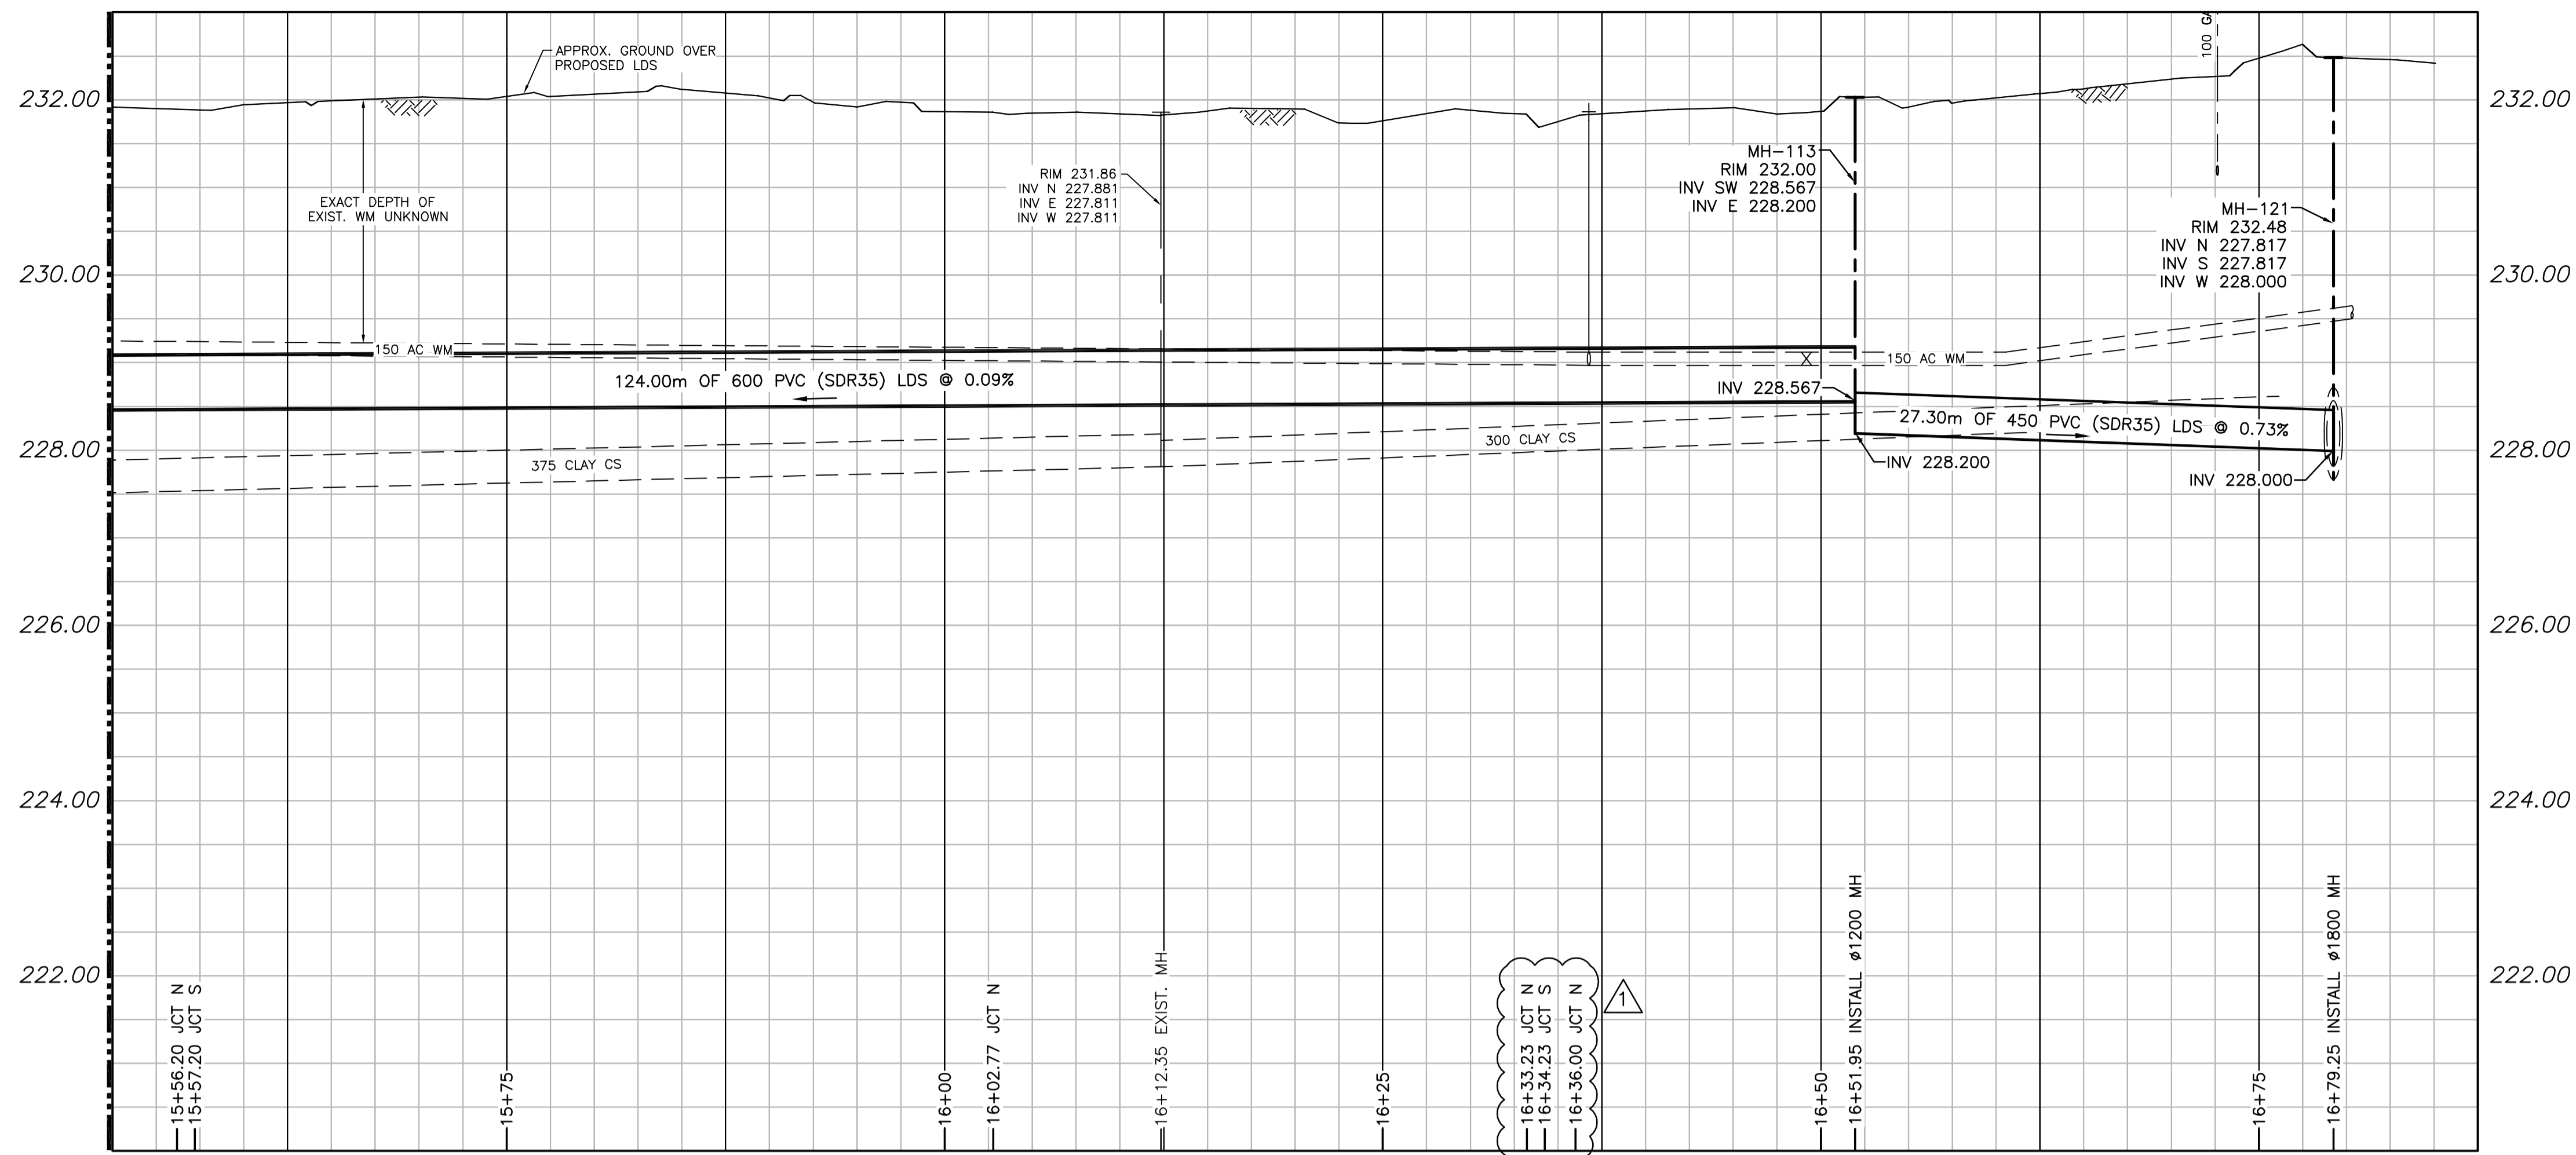 APPROX. GROUND OVER
PROPOSED LDS
100 GA
232.00
232.00
EXACT DEPTH OF
EXIST. WM UNKNOWN
RIM 231.86
INV N 227.881
INV E 227.811
INV W 227.811
MH-113
RIM 232.00
INV SW 228.567
INV E 228.200
MH-121
RIM 232.48
INV N 227.817
INV S 227.817
INV W 228.000
230.00
230.00
150 AC WM
X
150 AC WM
124.00m OF 600 PVC (SDR35) LDS @ 0.09%
INV 228.567
27.30m OF 450 PVC (SDR35) LDS @ 0.73%
300 CLAY CS
228.00
228.00
375 CLAY CS
INV 228.200
INV 228.000
226.00
226.00
224.00
224.00
222.00
222.00
15+56.20 JCT N
15+57.20 JCT S
15+75
16+00
16+02.77 JCT N
16+12.35 EXIST. MH
16+25
16+33.23 JCT N
16+34.23 JCT S
16+36.00 JCT N
1
16+50
16+51.95 INSTALL ø1200 MH
16+75
16+79.25 INSTALL ø1800 MH